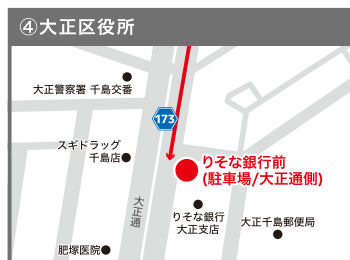 ④大正区役所
大正警察署 千島交番
173
スギドラッグ
千島店
りそな銀行前
(駐車場/大正通側)
大正通
りそな銀行
大正支店
大正千島郵便局
肥塚医院